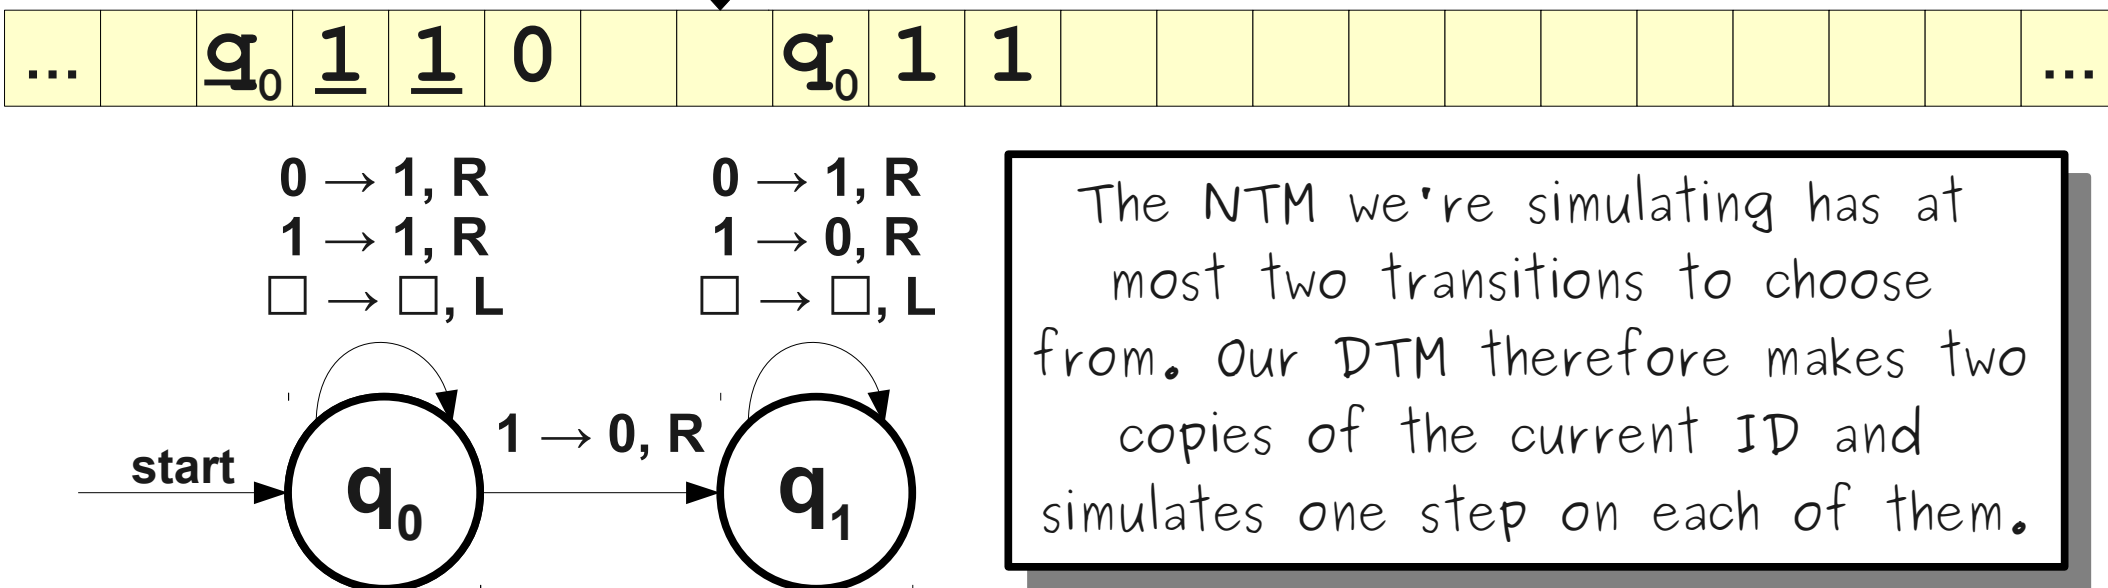 ... q₀ 1 1 0 q₀ 1 1 ...
0 → 1, R
1 → 1, R
□ → □, L
0 → 1, R
1 → 0, R
□ → □, L
start
q₀
1 → 0, R
q₁
The NTM we're simulating has at
most two transitions to choose
from. Our DTM therefore makes two
copies of the current ID and
simulates one step on each of them.